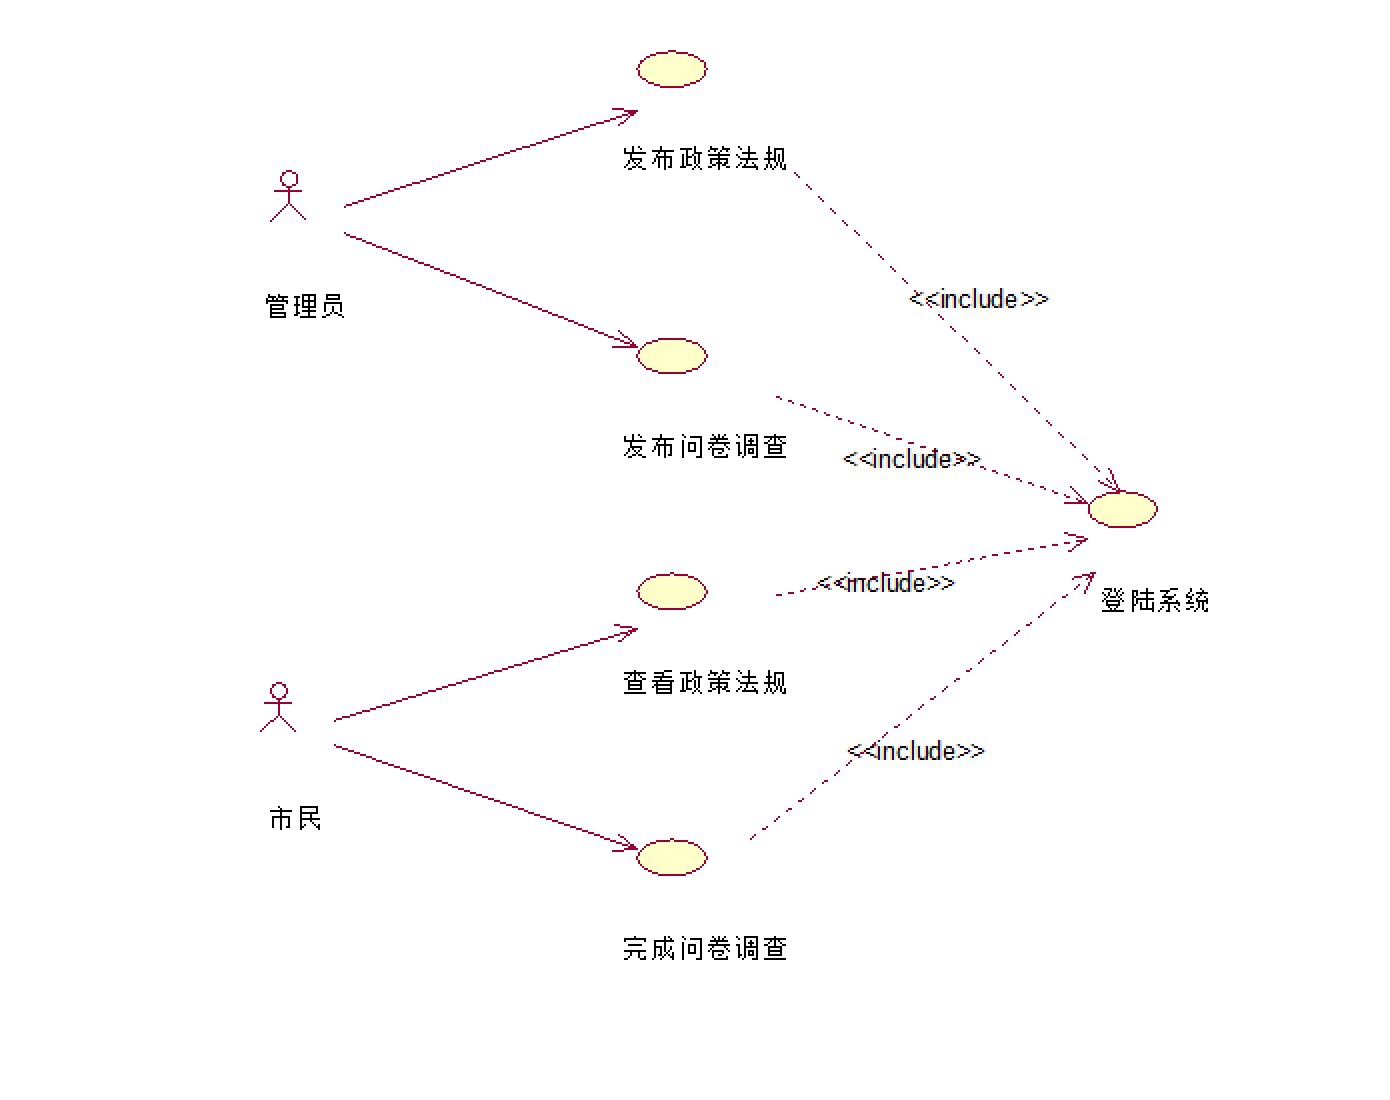 发布政策法规
<<include>>
管理员
发布问卷调查
<<include>>
<<include>>
登陆系统
查看政策法规
<<include>>
市民
完成问卷调查